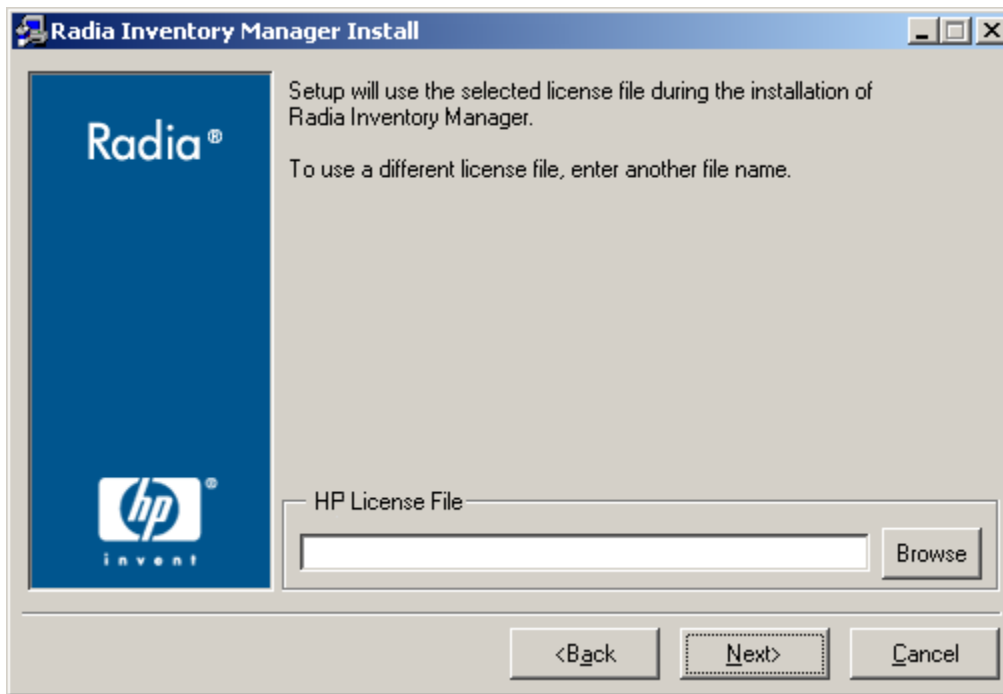 Radia Inventory Manager Install
Radia®
Setup will use the selected license file during the installation of
Radia Inventory Manager.
To use a different license file, enter another file name.
hp®
invent
HP License File
Browse
<Back
Next>
Cancel